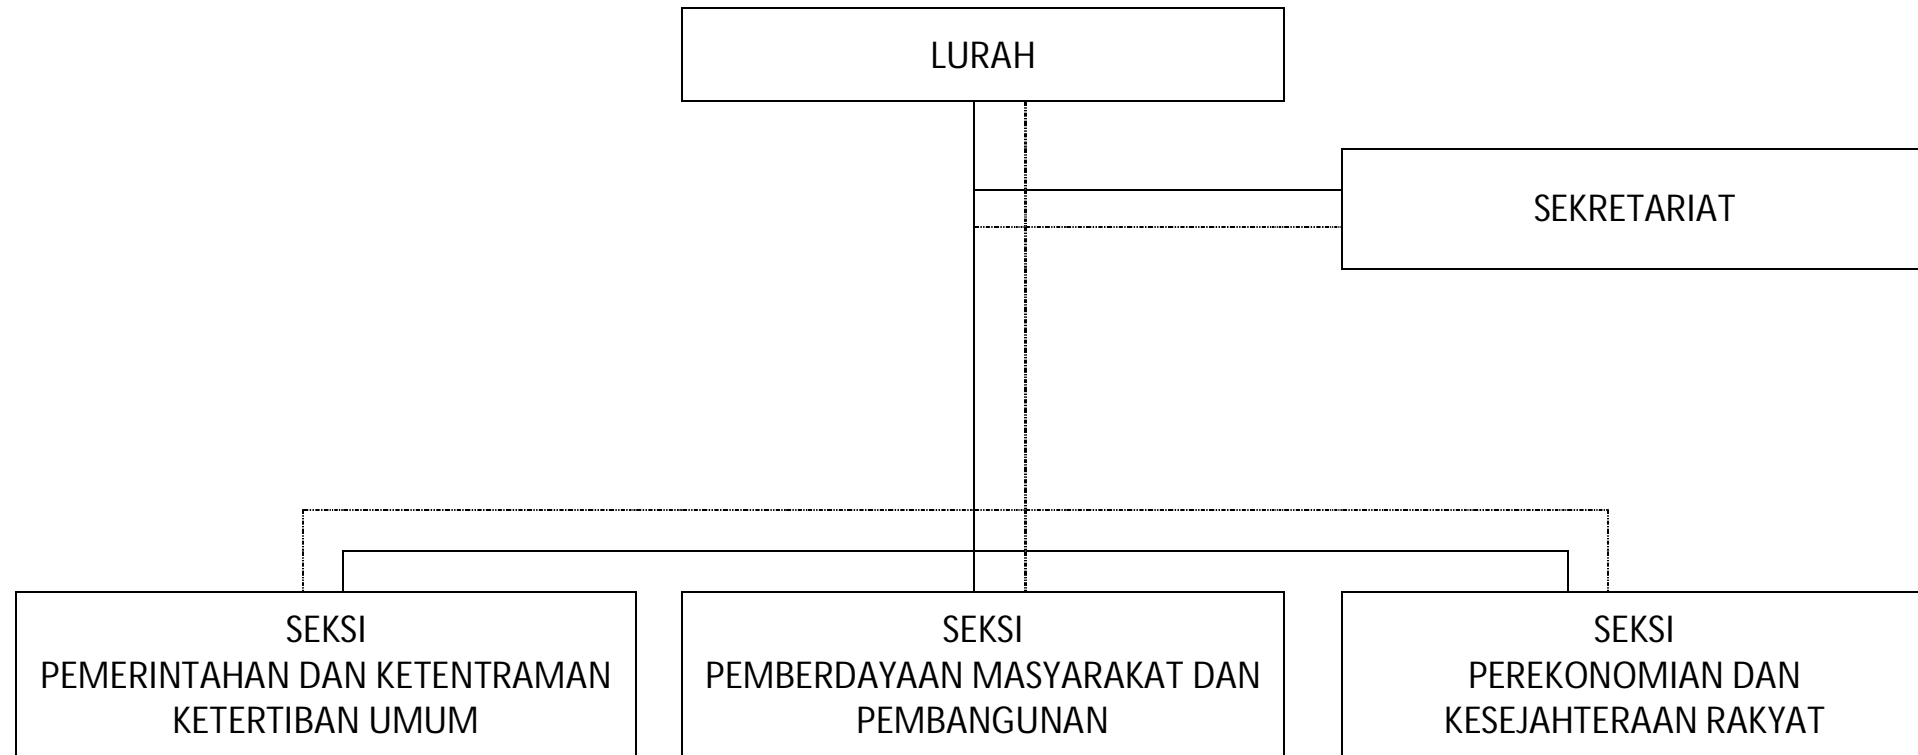 LURAH
SEKRETARIAT
SEKSI
PEMERINTAHAN DAN KETENTRAMAN
KETERTIBAN UMUM
SEKSI
PEMBERDAYAAN MASYARAKAT DAN
PEMBANGUNAN
SEKSI
PEREKONOMIAN DAN
KESEJAHTERAAN RAKYAT